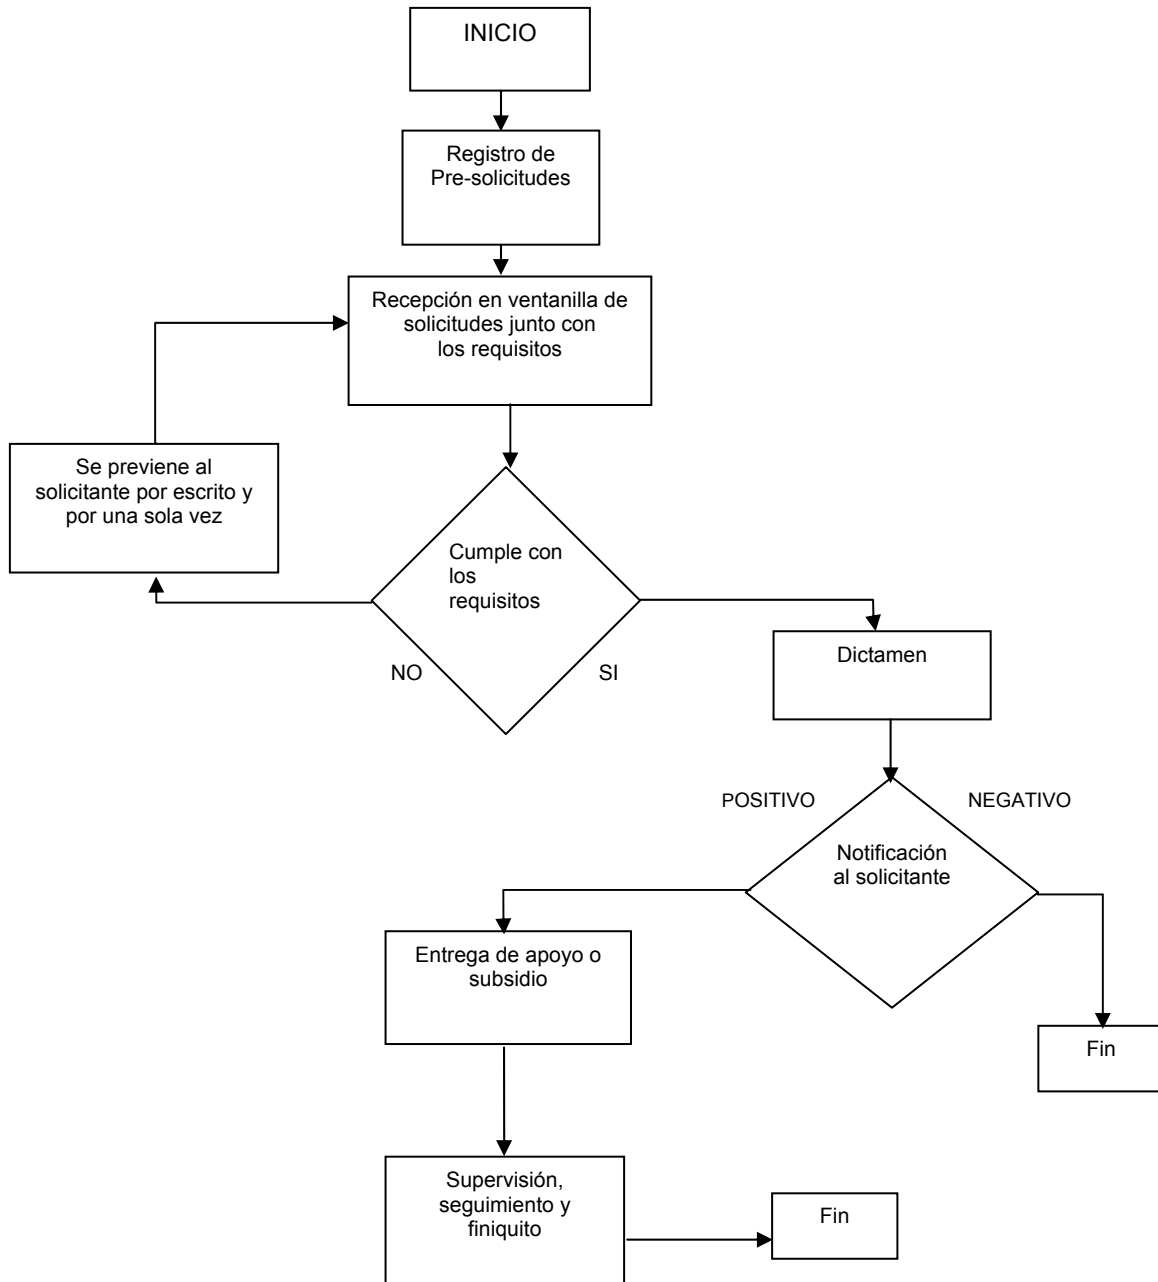 INICIO
Registro de
Pre-solicitudes
Recepción en ventanilla de
solicitudes junto con
los requisitos
Se previene al
solicitante por escrito y
por una sola vez
Cumple con
los
requisitos
NO
SI
Dictamen
POSITIVO
NEGATIVO
Notificación
al solicitante
Entrega de apoyo o
subsidio
Fin
Supervisión,
seguimiento y
finiquito
Fin